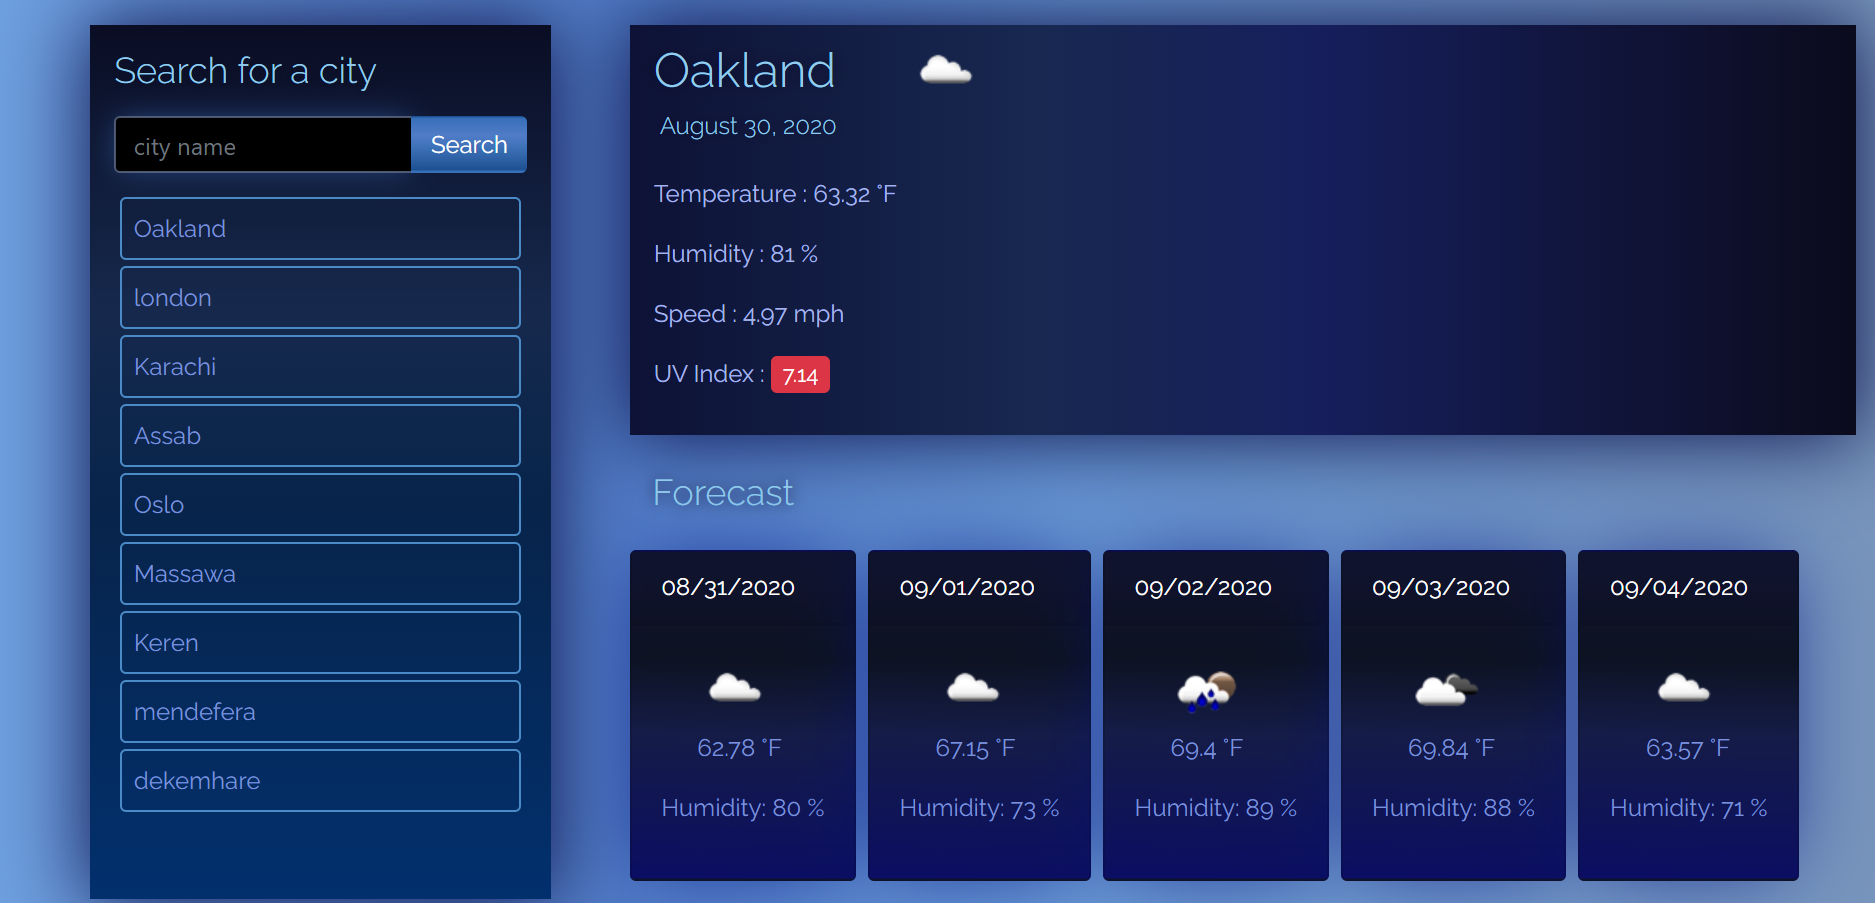 Search for a city
city name
Search
Oakland
london
Karachi
Assab
Oslo
Massawa
Keren
mendefera
dekemhare
Oakland
August 30, 2020
Temperature : 63.32 °F
Humidity : 81 %
Speed : 4.97 mph
UV Index : 7.14
Forecast
08/31/2020
62.78 °F
Humidity: 80 %
09/01/2020
67.15 °F
Humidity: 73 %
09/02/2020
69.4 °F
Humidity: 89 %
09/03/2020
69.84 °F
Humidity: 88 %
09/04/2020
63.57 °F
Humidity: 71 %